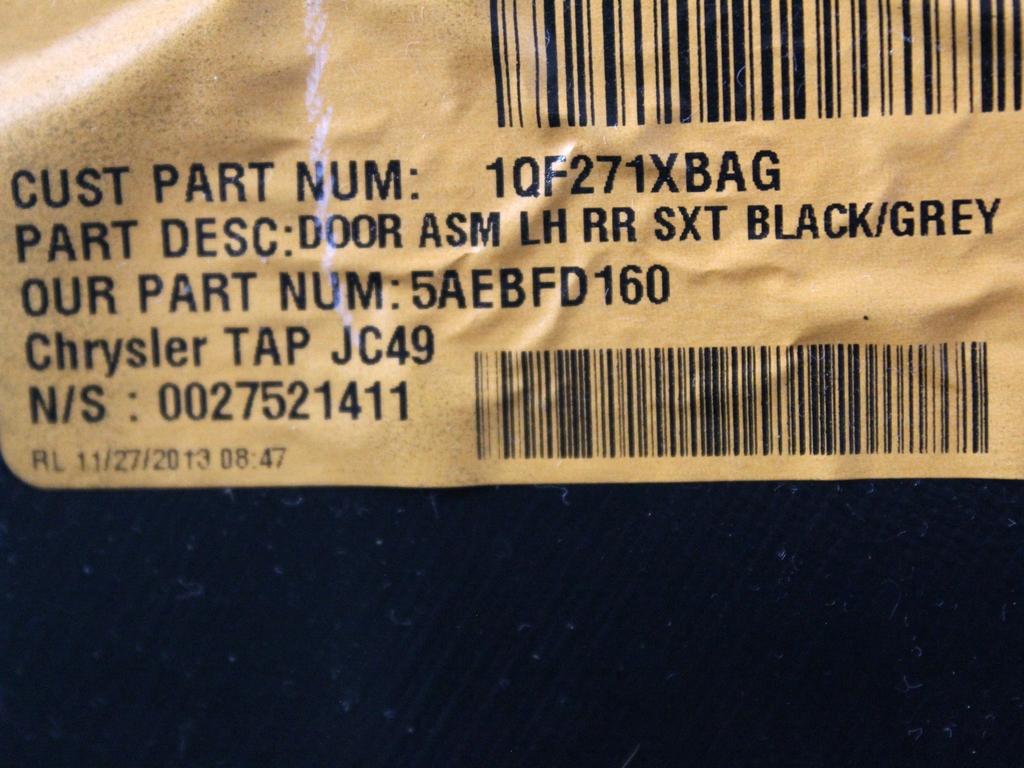 CUST PART NUM: 1QF271XBAG
PART DESC:DOOR ASM LH RR SXT BLACK/GREY
OUR PART NUM:5AEBFD160
Chrysler TAP JC49
N/S : 0027521411
RL 11/27/2013 08:47